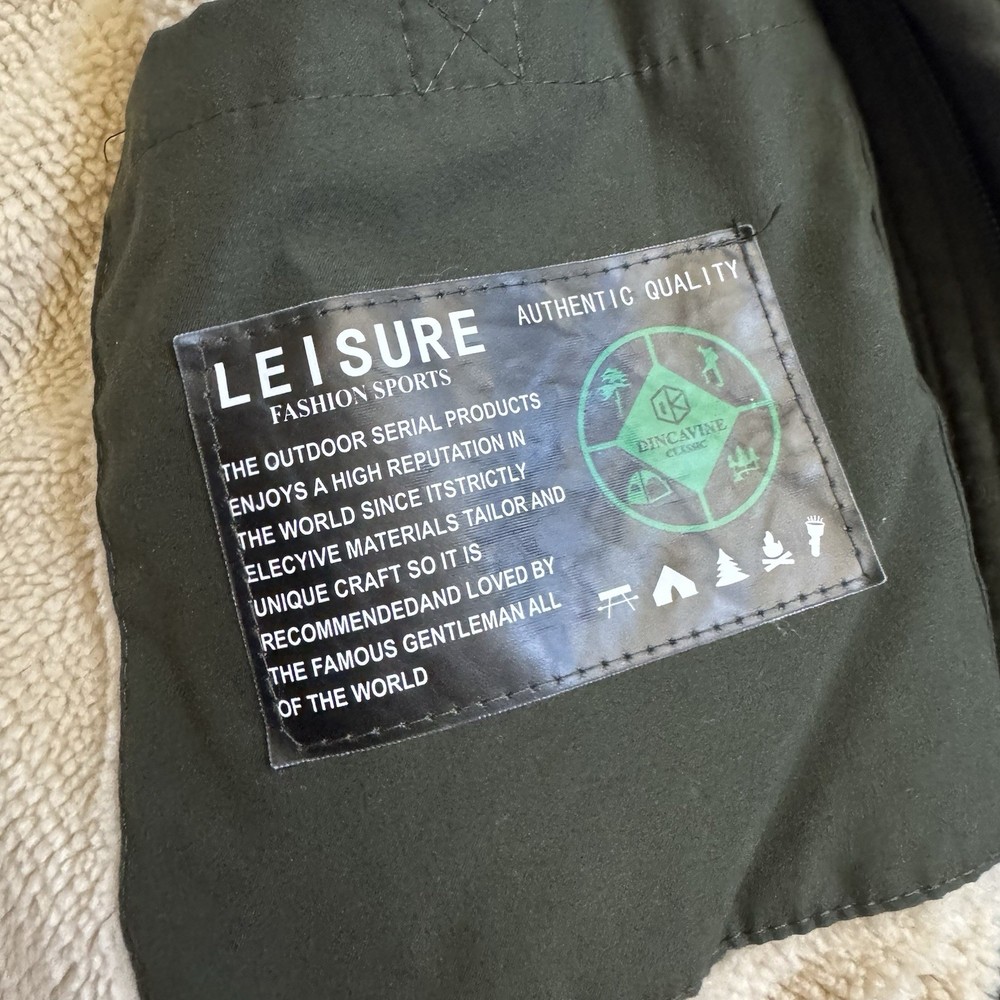 LEISURE
FASHION SPORTS
AUTHENTIC QUALITY
THE OUTDOOR SERIAL PRODUCTS
ENJOYS A HIGH REPUTATION IN
THE WORLD SINCE ITSTRICTLY
ELECYIVE MATERIALS TAILOR AND
UNIQUE CRAFT SO IT IS
RECOMMENDEDAND LOVED BY
THE FAMOUS GENTLEMAN ALL
OF THE WORLD
CLASSIC